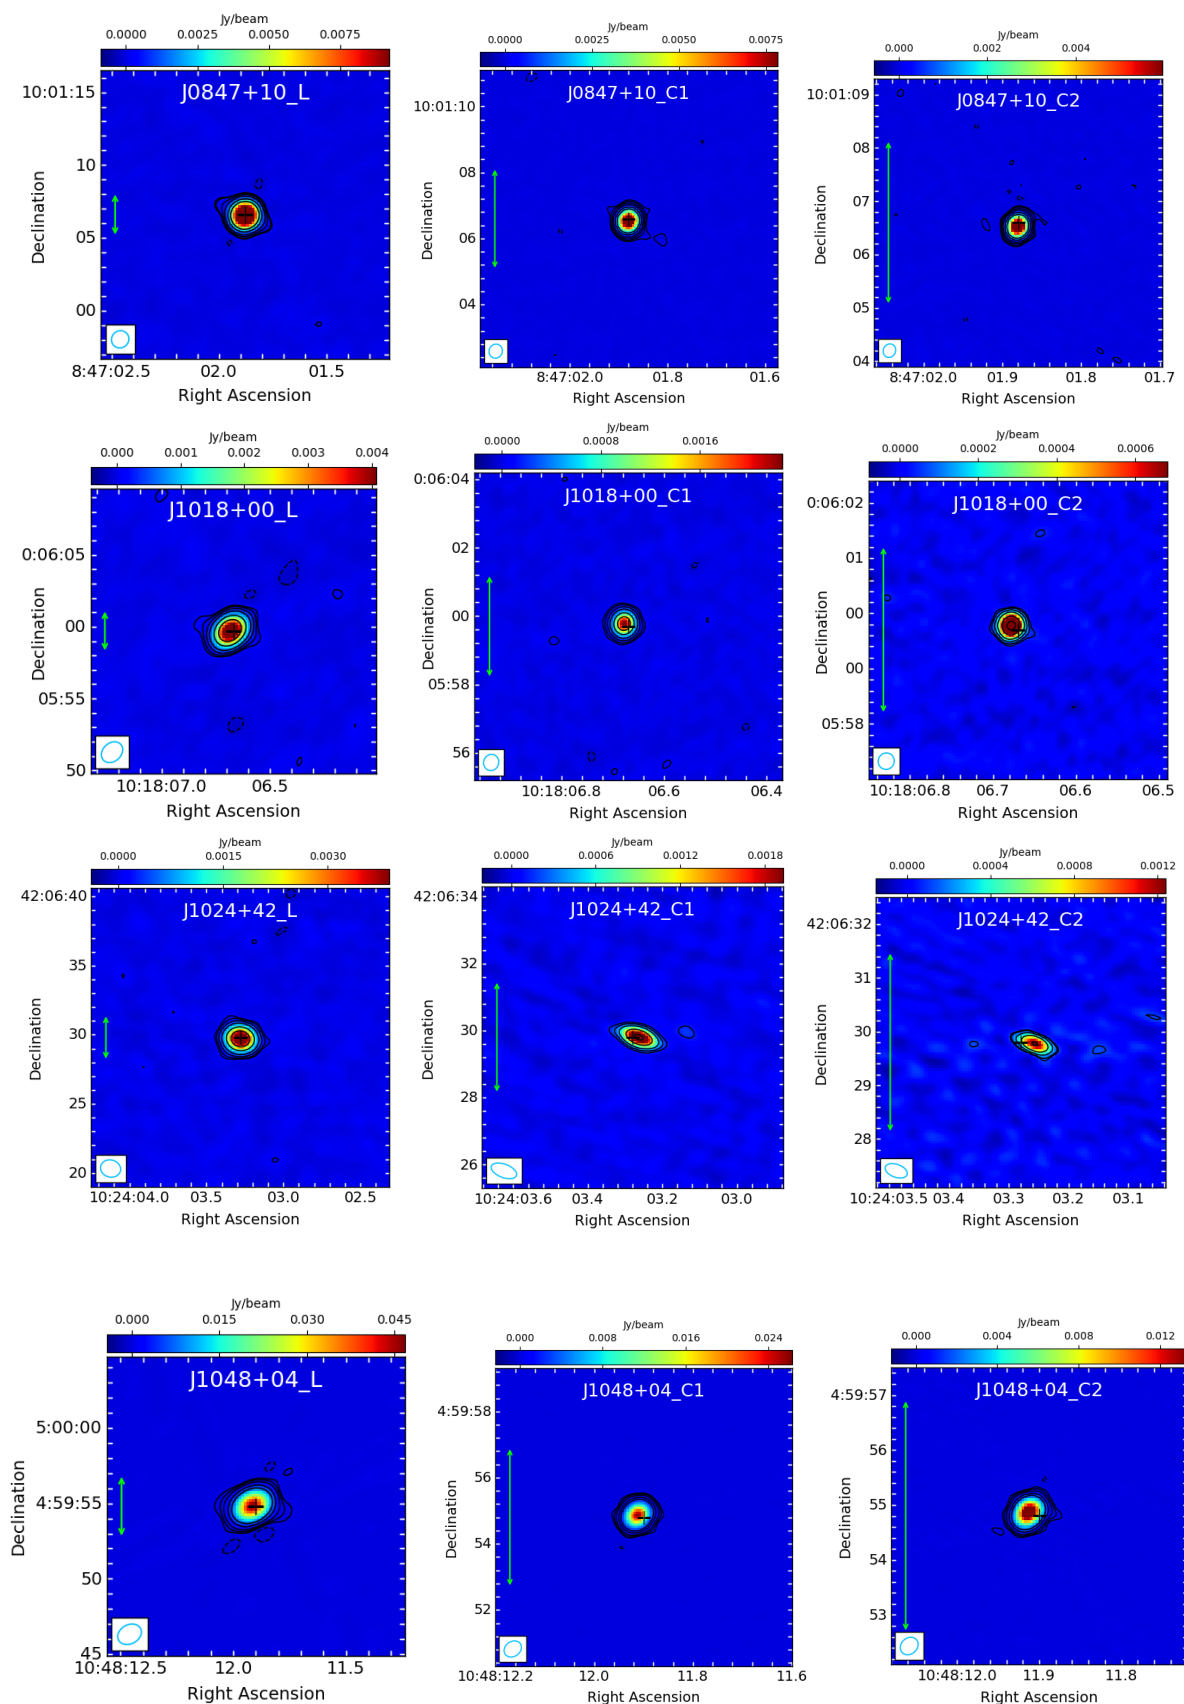 Jy/beam
0.0000 0.0025 0.0050 0.0075
J0847+10_L
10:01:15
10
05
00
Declination
8:47:02.5 02.0 01.5
Right Ascension
Jy/beam
0.0000 0.0025 0.0050 0.0075
J0847+10_C1
10:01:10
08
06
04
Declination
8:47:02.0 01.8 01.6
Right Ascension
Jy/beam
0.000 0.002 0.004
J0847+10_C2
10:01:09
08
07
06
05
04
Declination
8:47:02.0 01.9 01.8 01.7
Right Ascension
Jy/beam
0.000 0.001 0.002 0.003 0.004
J1018+00_L
0:06:05
00
05:55
50
Declination
10:18:07.0 06.5
Right Ascension
Jy/beam
0.0000 0.0008 0.0016
J1018+00_C1
0:06:04
02
00
05:58
56
Declination
10:18:06.8 06.6 06.4
Right Ascension
Jy/beam
0.0000 0.0002 0.0004 0.0006
J1018+00_C2
0:06:02
01
00
00
05:58
Declination
10:18:06.8 06.7 06.6 06.5
Right Ascension
Jy/beam
0.0000 0.0015 0.0030
J1024+42_L
42:06:40
35
30
25
20
Declination
10:24:04.0 03.5 03.0 02.5
Right Ascension
Jy/beam
0.0000 0.0006 0.0012 0.0018
J1024+42_C1
42:06:34
32
30
28
26
Declination
10:24:03.6 03.4 03.2 03.0
Right Ascension
Jy/beam
0.0000 0.0004 0.0008 0.0012
J1024+42_C2
42:06:32
31
30
29
28
Declination
10:24:03.5 03.4 03.3 03.2 03.1
Right Ascension
Jy/beam
0.000 0.015 0.030 0.045
J1048+04_L
5:00:00
4:59:55
50
45
Declination
10:48:12.5 12.0 11.5
Right Ascension
Jy/beam
0.000 0.008 0.016 0.024
J1048+04_C1
4:59:58
56
54
52
Declination
10:48:12.2 12.0 11.8 11.6
Right Ascension
Jy/beam
0.000 0.004 0.008 0.012
J1048+04_C2
4:59:57
56
55
54
53
Declination
10:48:12.0 11.9 11.8
Right Ascension